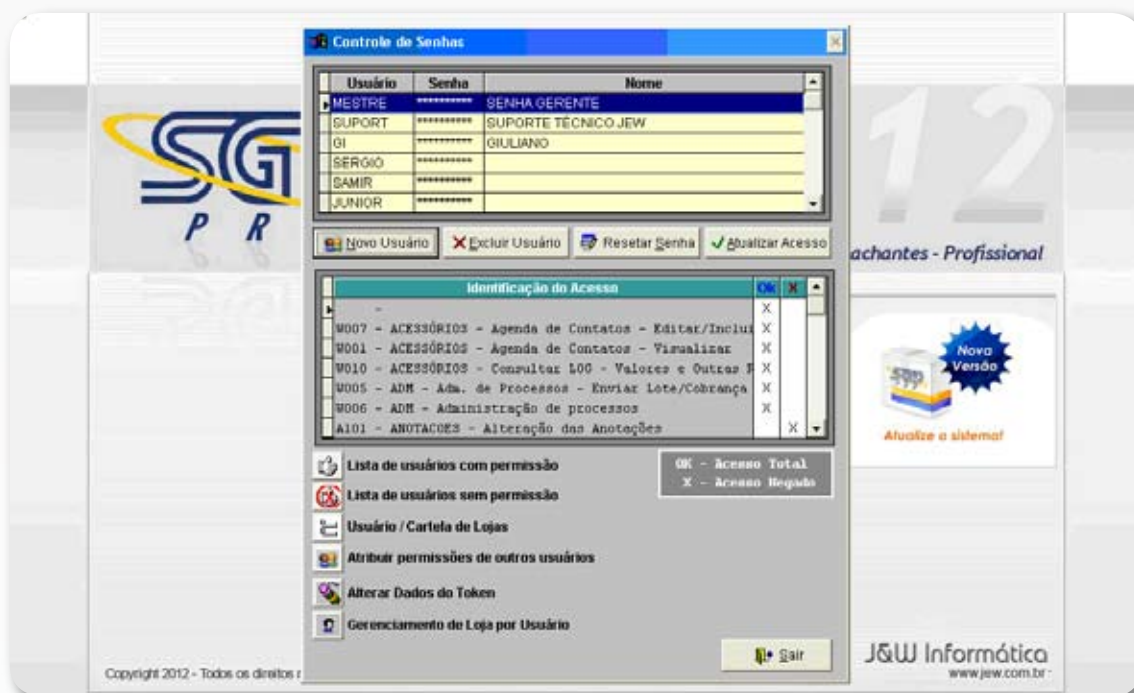 Controle de Senhas
Usuário Senha Nome
MESTRE ********** SENHA GERENTE
SUPORT ********** SUPORTE TÉCNICO JEW
GI ********** GIULIANO
SERGIO **********
SAMIR **********
JUNIOR **********
Novo Usuário Excluir Usuário Resetar Senha Atualizar Acesso
SG
P R
12
achantes - Profissional
Identificação do Acesso Ok X
- X
W007 - ACESSÓRIOS - Agenda de Contatos - Editar/Inclui X
W001 - ACESSÓRIOS - Agenda de Contatos - Visualizar X
W010 - ACESSÓRIOS - Consultar LOG - Valores e Outras X
W005 - ADM - Adm. de Processos - Enviar Lote/Cobrança X
W006 - ADM - Administração de processos X
A101 - ANOTACOES - Alteração das Anotações X
Nova
Versão
Atualize o sistema!
Lista de usuários com permissão
OK - Acesso Total
X - Acesso Negado
Lista de usuários sem permissão
Usuário / Cartela de Lojas
Atribuir permissões de outros usuários
Alterar Dados do Token
Gerenciamento de Loja por Usuário
Sair
Copyright 2012 - Todos os direitos
J&W Informática
www.jew.com.br